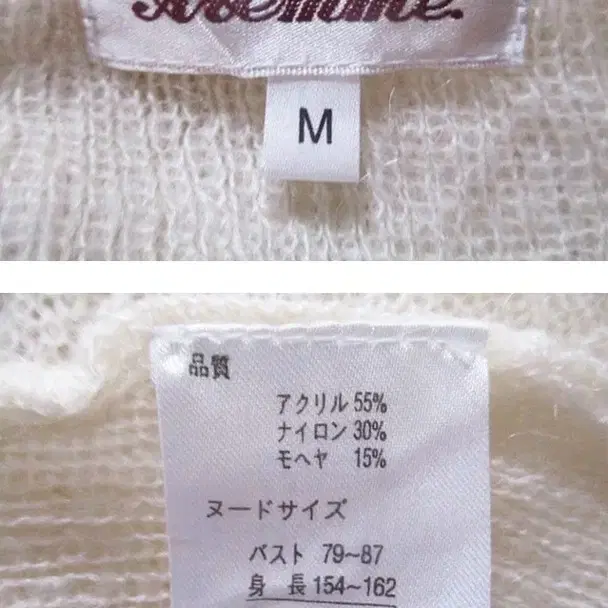 M
品質
アクリル 55%
ナイロン 30%
モヘヤ 15%
ヌードサイズ
バスト 79~87
身 長 154~162